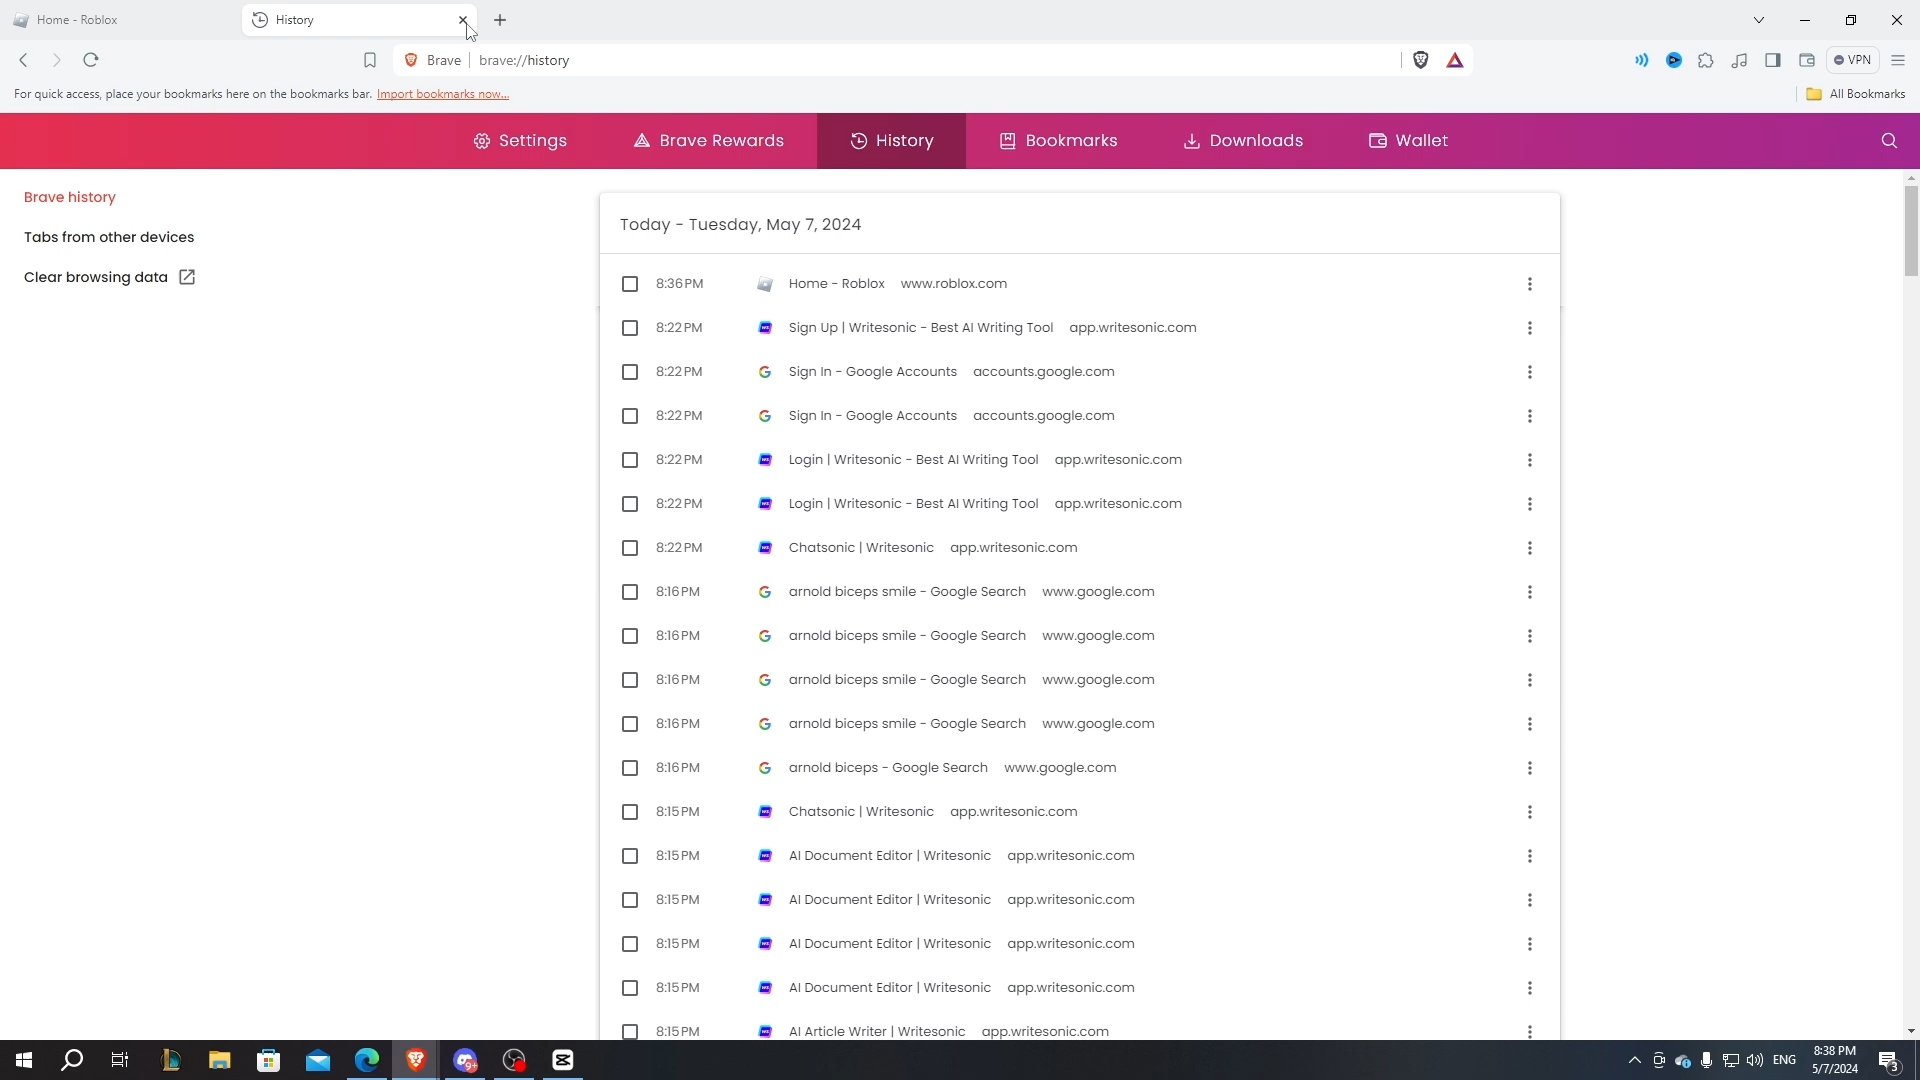 Home - Roblox
History
Brave
brave://history
VPN
For quick access, place your bookmarks here on the bookmarks bar. Import bookmarks now...
All Bookmarks
Settings
Brave Rewards
History
Bookmarks
Downloads
Wallet
Brave history
Tabs from other devices
Clear browsing data
Today - Tuesday, May 7, 2024
8:36 PM Home - Roblox www.roblox.com
8:22 PM Sign Up | Writesonic - Best AI Writing Tool app.writesonic.com
8:22 PM Sign In - Google Accounts accounts.google.com
8:22 PM Sign In - Google Accounts accounts.google.com
8:22 PM Login | Writesonic - Best AI Writing Tool app.writesonic.com
8:22 PM Login | Writesonic - Best AI Writing Tool app.writesonic.com
8:22 PM Chatsonic | Writesonic app.writesonic.com
8:16 PM arnold biceps smile - Google Search www.google.com
8:16 PM arnold biceps smile - Google Search www.google.com
8:16 PM arnold biceps smile - Google Search www.google.com
8:16 PM arnold biceps smile - Google Search www.google.com
8:16 PM arnold biceps - Google Search www.google.com
8:15 PM Chatsonic | Writesonic app.writesonic.com
8:15 PM AI Document Editor | Writesonic app.writesonic.com
8:15 PM AI Document Editor | Writesonic app.writesonic.com
8:15 PM AI Document Editor | Writesonic app.writesonic.com
8:15 PM AI Document Editor | Writesonic app.writesonic.com
8:15 PM AI Article Writer | Writesonic app.writesonic.com
9+
ENG
8:38 PM
5/7/2024
3